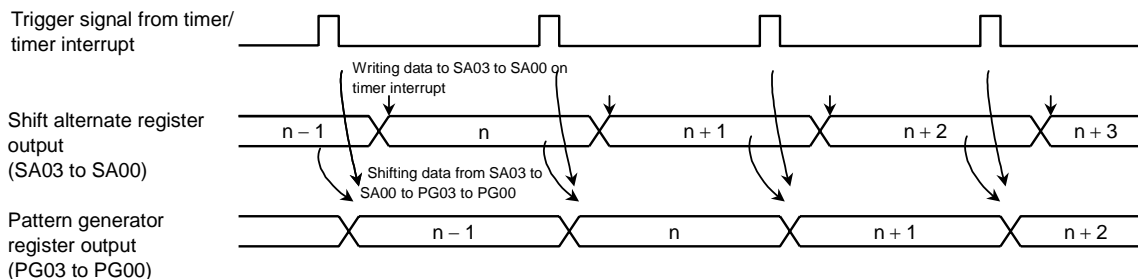 Trigger signal from timer/
timer interrupt
Writing data to SA03 to SA00 on
timer interrupt
Shift alternate register
output
(SA03 to SA00)
n − 1
n
n + 1
n + 2
n + 3
Shifting data from SA03 to
SA00 to PG03 to PG00
Pattern generator
register output
(PG03 to PG00)
n − 1
n
n + 1
n + 2